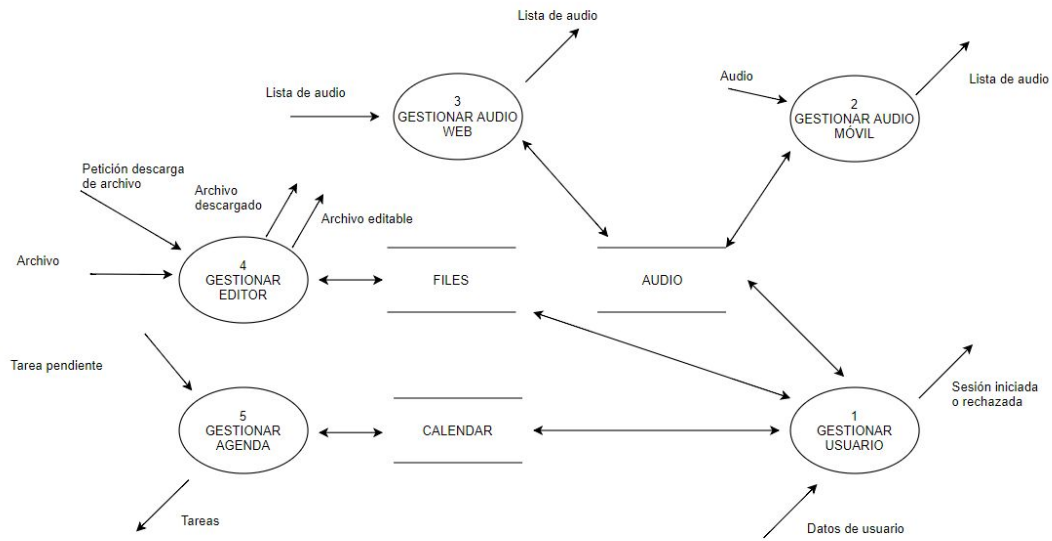 Lista de audio
Lista de audio
3
GESTIONAR AUDIO
WEB
Audio
2
GESTIONAR AUDIO
MÓVIL
Lista de audio
Petición descarga
de archivo
Archivo
descargado
Archivo editable
Archivo
4
GESTIONAR
EDITOR
FILES
AUDIO
Tarea pendiente
5
GESTIONAR
AGENDA
CALENDAR
1
GESTIONAR
USUARIO
Sesión iniciada
o rechazada
Tareas
Datos de usuario